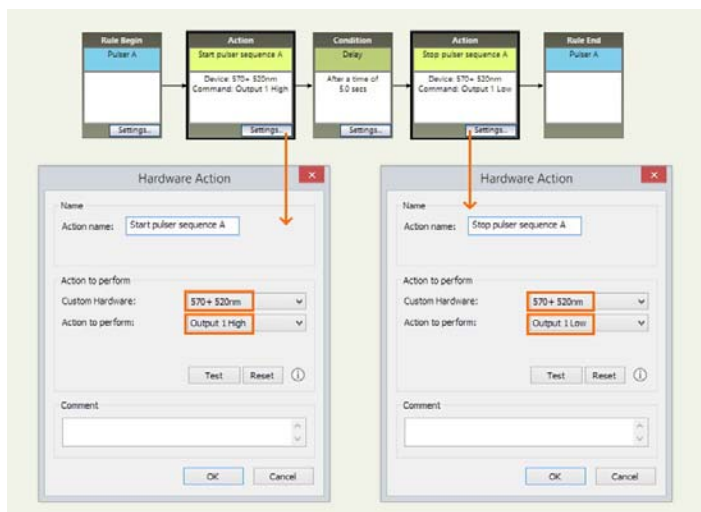 Rule Begin
Pulser A
Settings...
Action
Start pulser sequence A
Device: 570+ 520nm
Command: Output 1 High
Settings...
Condition
Delay
After a time of
5.0 secs
Settings...
Action
Stop pulser sequence A
Device: 570+ 520nm
Command: Output 1 Low
Settings...
Rule End
Pulser A
Hardware Action
Name
Action name: Start pulser sequence A
Action to perform
Custom Hardware: 570+ 520nm
Action to perform: Output 1 High
Test Reset
Comment
OK Cancel
Hardware Action
Name
Action name: Stop pulser sequence A
Action to perform
Custom Hardware: 570+ 520nm
Action to perform: Output 1 Low
Test Reset
Comment
OK Cancel